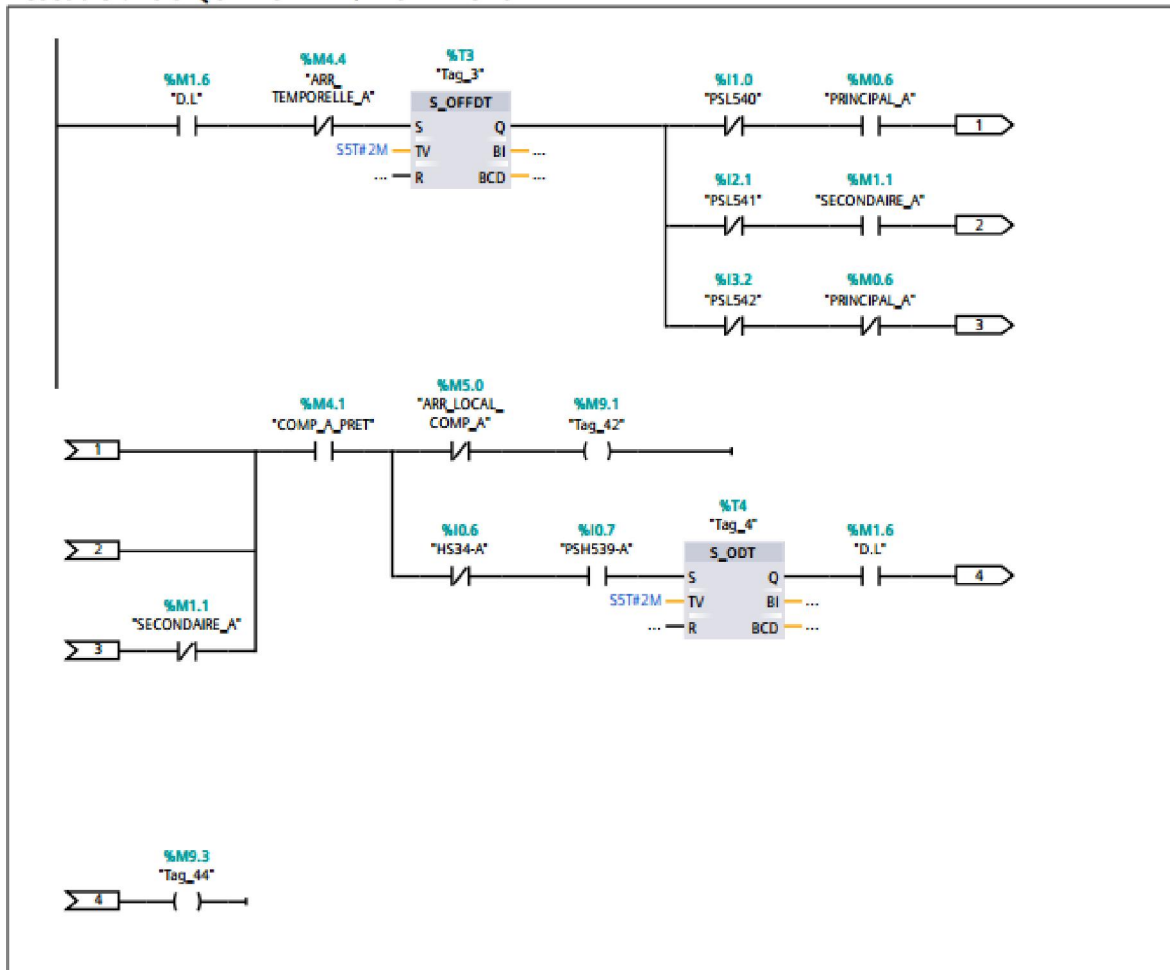 %M1.6
"D.L"
%M4.4
"ARR_
TEMPORELLE_A"
%T3
"Tag_3"
S_OFFDT
S Q
S5T#2M TV BI ...
... R BCD ...
%I1.0
"PSL540"
%M0.6
"PRINCIPAL_A"
1
%I2.1
"PSL541"
%M1.1
"SECONDAIRE_A"
2
%I3.2
"PSL542"
%M0.6
"PRINCIPAL_A"
3
1
%M4.1
"COMP_A_PRET"
%M5.0
"ARR_LOCAL_
COMP_A"
%M9.1
"Tag_42"
2
%I0.6
"HS34-A"
%I0.7
"PSH539-A"
%T4
"Tag_4"
S_ODT
S Q
S5T#2M TV BI ...
... R BCD ...
%M1.6
"D.L"
4
%M1.1
"SECONDAIRE_A"
3
%M9.3
"Tag_44"
4